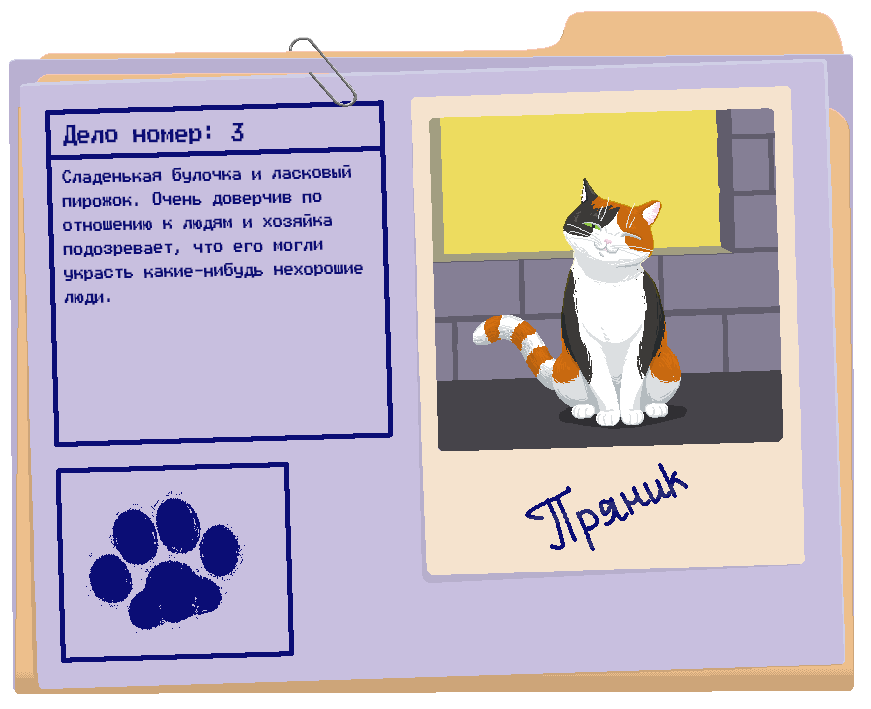 Дело номер: 3
Сладенькая булочка и ласковый
пирожок. Очень доверчив по
отношению к людям и хозяйка
подозревает, что его могли
украсть какие-нибудь нехорошие
люди.
Пряник